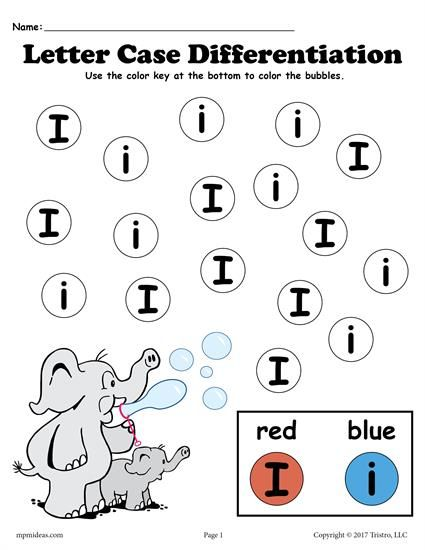 Name:
Letter Case Differentiation
Use the color key at the bottom to color the bubbles.
I i i i I
I i
I i I
I i
i I I
i
I
red blue
I i
mpmideas.com Page 1 Copyright © 2017 Tristro, LLC